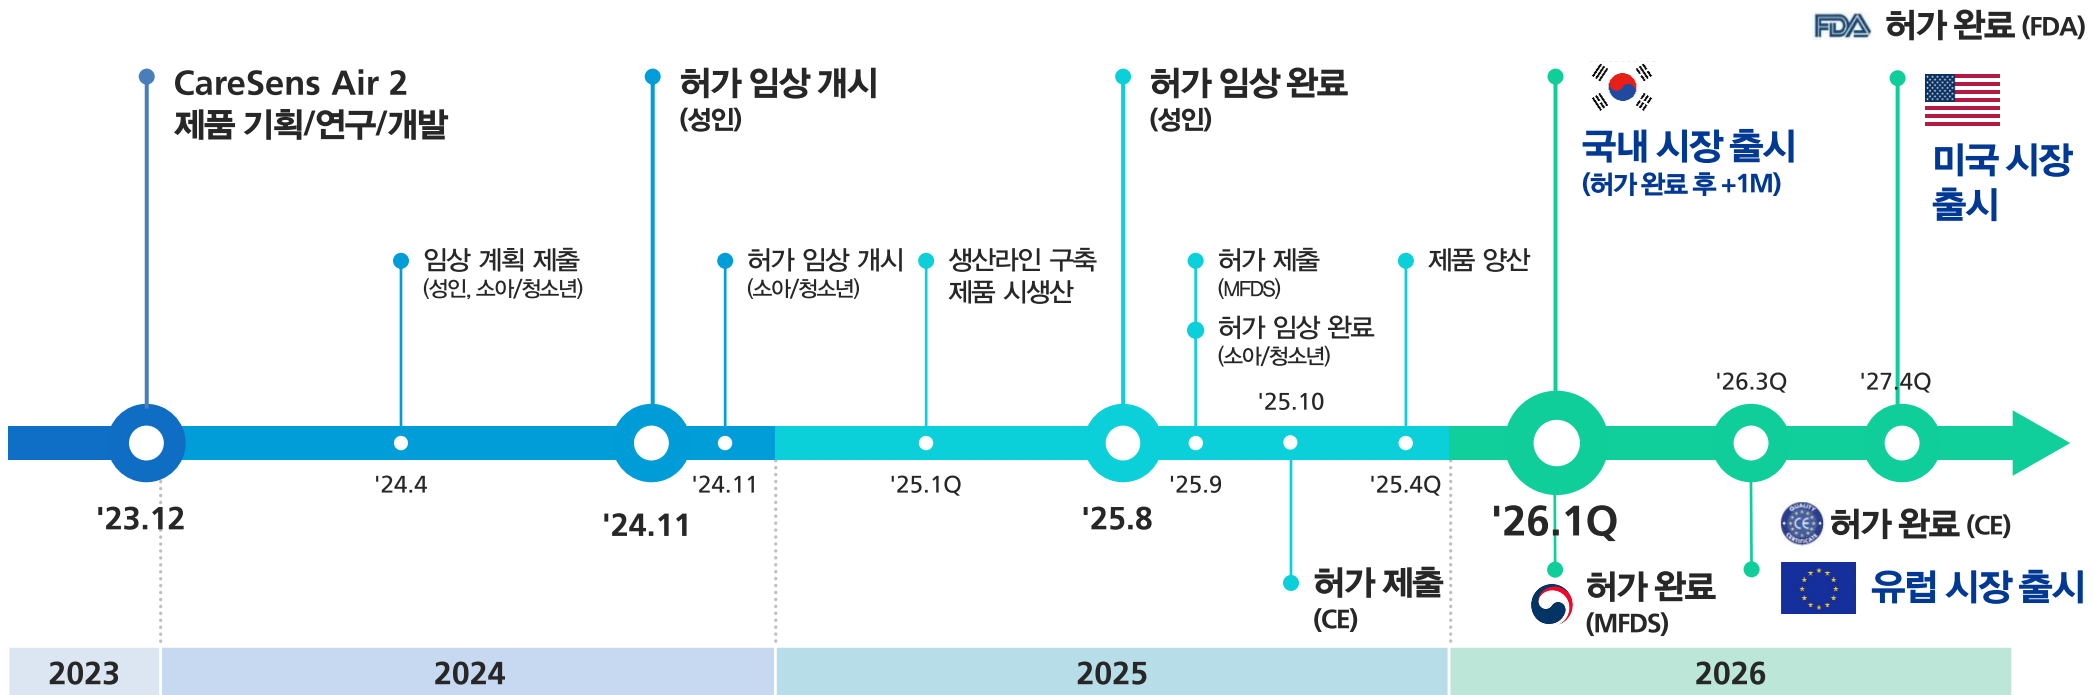 FDA 허가 완료 (FDA)
CareSens Air 2
제품 기획/연구/개발
허가 임상 개시
(성인)
허가 임상 완료
(성인)
국내 시장 출시
(허가 완료 후 +1M)
미국 시장
출시
임상 계획 제출
(성인, 소아/청소년)
허가 임상 개시
(소아/청소년)
생산라인 구축
제품 시생산
허가 제출
(MFDS)
허가 임상 완료
(소아/청소년)
제품 양산
'25.10
'26.3Q
'27.4Q
'23.12
'24.4
'24.11
'24.11
'25.1Q
'25.8
'25.9
'25.4Q
'26.1Q
허가 제출
(CE)
허가 완료
(MFDS)
QUALITY
CE
CERTIFICATE
허가 완료 (CE)
유럽 시장 출시
2023
2024
2025
2026